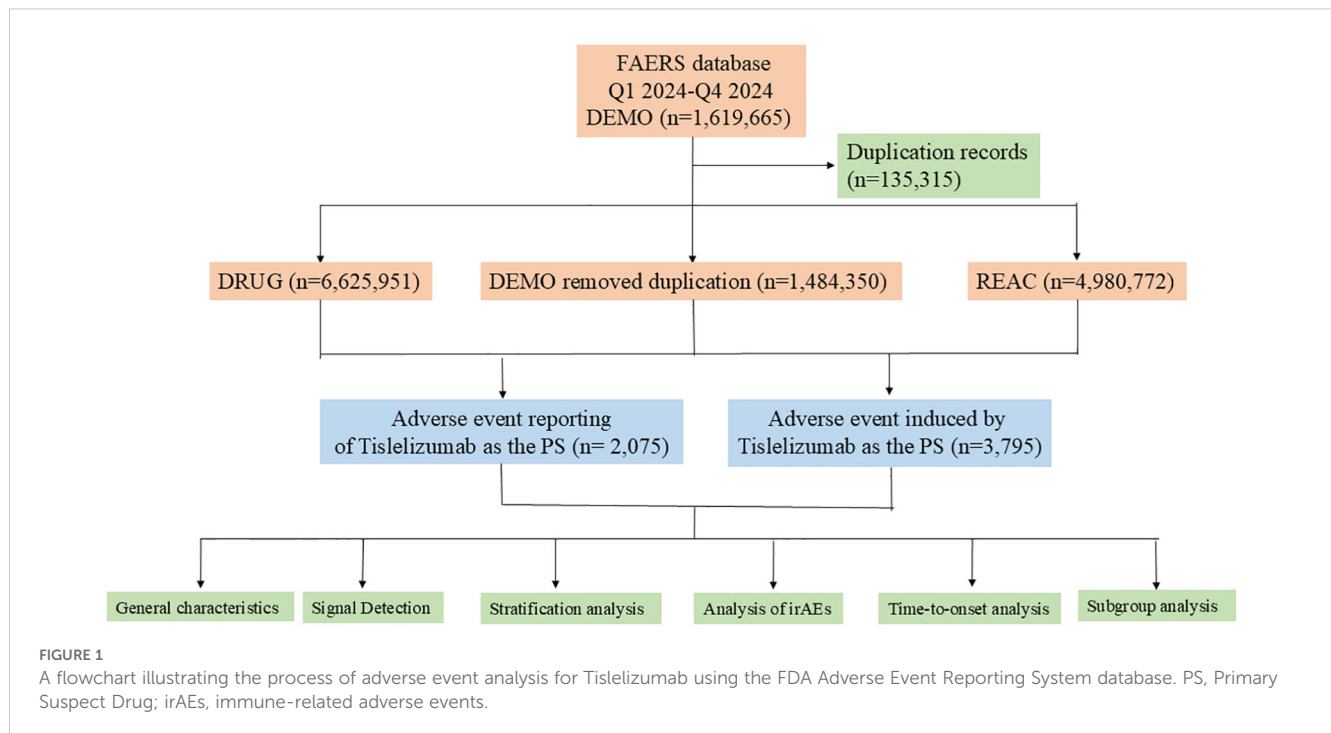 FAERS database
Q1 2024-Q4 2024
DEMO (n=1,619,665)
Duplication records
(n=135,315)
DRUG (n=6,625,951)
DEMO removed duplication (n=1,484,350)
REAC (n=4,980,772)
Adverse event reporting
of Tislelizumab as the PS (n= 2,075)
Adverse event induced by
Tislelizumab as the PS (n=3,795)
General characteristics
Signal Detection
Stratification analysis
Analysis of irAEs
Time-to-onset analysis
Subgroup analysis
FIGURE 1
A flowchart illustrating the process of adverse event analysis for Tislelizumab using the FDA Adverse Event Reporting System database. PS, Primary
Suspect Drug; irAEs, immune-related adverse events.